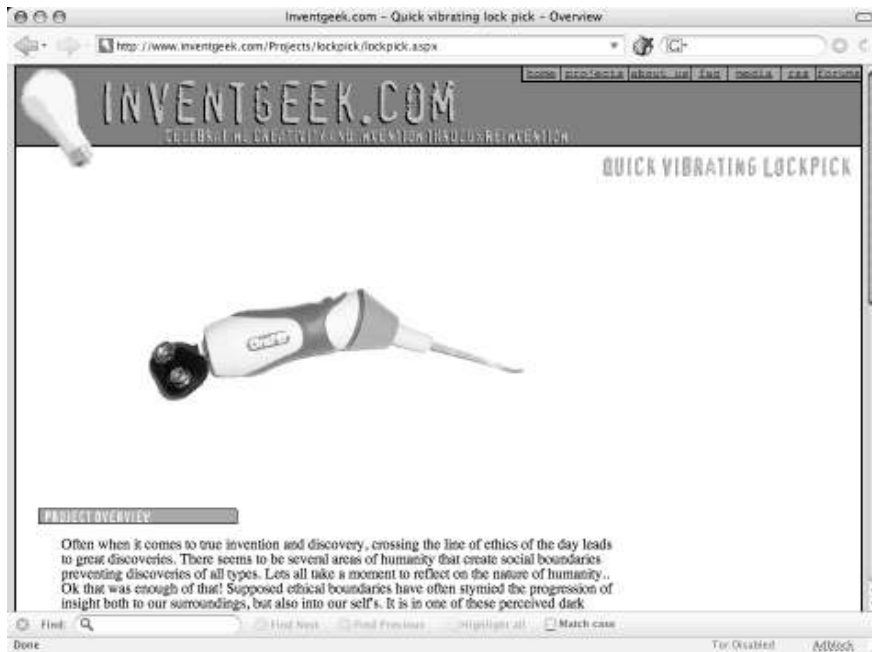 Inventgeek.com – Quick vibrating lock pick – Overview
http://www.inventgeek.com/Projects/lockpick/lockpick.aspx
home projects about us faq media rss forums
INVENTGEEK.COM
CELEBRATING CREATIVITY AND INVENTION THROUGH REINVENTION
QUICK VIBRATING LOCKPICK
Oral-B
PROJECT OVERVIEW
Often when it comes to true invention and discovery, crossing the line of ethics of the day leads
to great discoveries. There seems to be several areas of humanity that create social boundaries
preventing discoveries of all types. Lets all take a moment to reflect on the nature of humanity..
Ok that was enough of that! Supposed ethical boundaries have often stymied the progression of
insight both to our surroundings, but also into our self's. It is in one of these perceived dark
Find: Find Next Find Previous Highlight all Match case
Done Tor Disabled Adblock